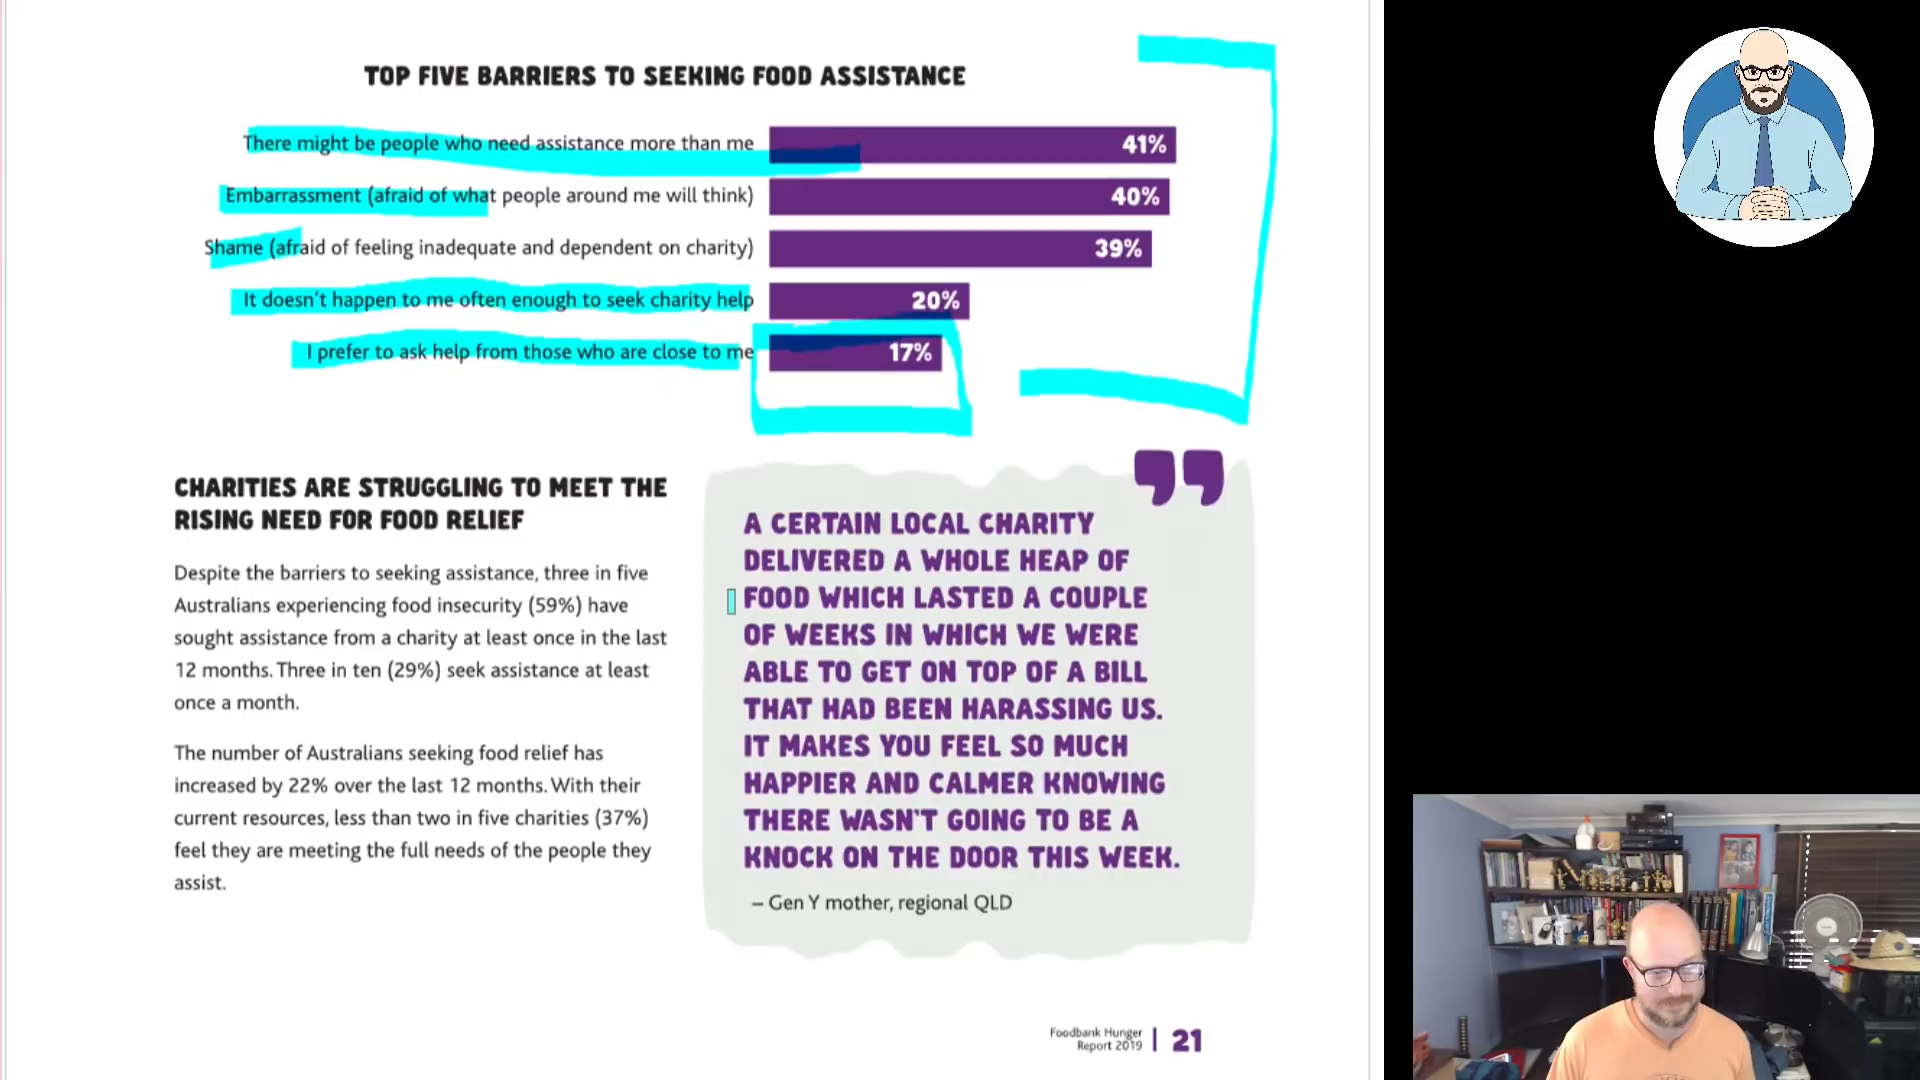 TOP FIVE BARRIERS TO SEEKING FOOD ASSISTANCE
There might be people who need assistance more than me 41%
Embarrassment (afraid of what people around me will think) 40%
Shame (afraid of feeling inadequate and dependent on charity) 39%
It doesn't happen to me often enough to seek charity help 20%
I prefer to ask help from those who are close to me 17%
CHARITIES ARE STRUGGLING TO MEET THE
RISING NEED FOR FOOD RELIEF
Despite the barriers to seeking assistance, three in five
Australians experiencing food insecurity (59%) have
sought assistance from a charity at least once in the last
12 months. Three in ten (29%) seek assistance at least
once a month.
The number of Australians seeking food relief has
increased by 22% over the last 12 months. With their
current resources, less than two in five charities (37%)
feel they are meeting the full needs of the people they
assist.
”
A CERTAIN LOCAL CHARITY
DELIVERED A WHOLE HEAP OF
FOOD WHICH LASTED A COUPLE
OF WEEKS IN WHICH WE WERE
ABLE TO GET ON TOP OF A BILL
THAT HAD BEEN HARASSING US.
IT MAKES YOU FEEL SO MUCH
HAPPIER AND CALMER KNOWING
THERE WASN'T GOING TO BE A
KNOCK ON THE DOOR THIS WEEK.
– Gen Y mother, regional QLD
Foodbank Hunger
Report 2019 | 21